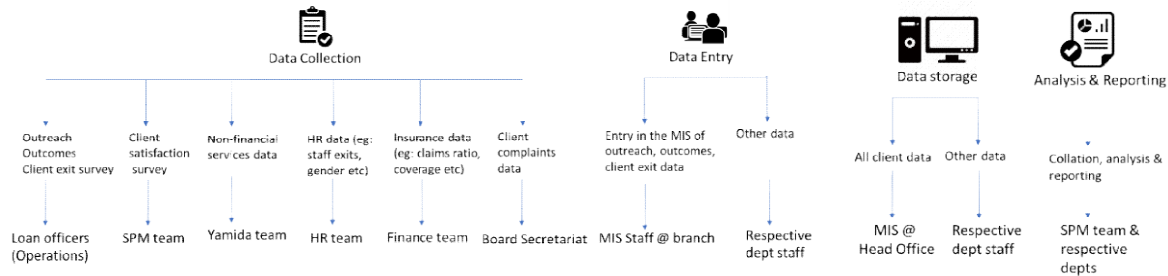 Data Collection
Outreach
Outcomes
Client exit survey
Loan officers
(Operations)
Client
satisfaction
survey
SPM team
Non-financial
services data
Yamida team
HR data (eg:
staff exits,
gender etc)
HR team
Insurance data
(eg: claims ratio,
coverage etc)
Finance team
Client
complaints
data
Board Secretariat
Data Entry
Entry in the MIS of
outreach, outcomes,
client exit data
MIS Staff @ branch
Other data
Respective
dept staff
Data storage
All client data
MIS @
Head Office
Other data
Respective
dept staff
Analysis & Reporting
Collation, analysis &
reporting
SPM team &
respective
depts